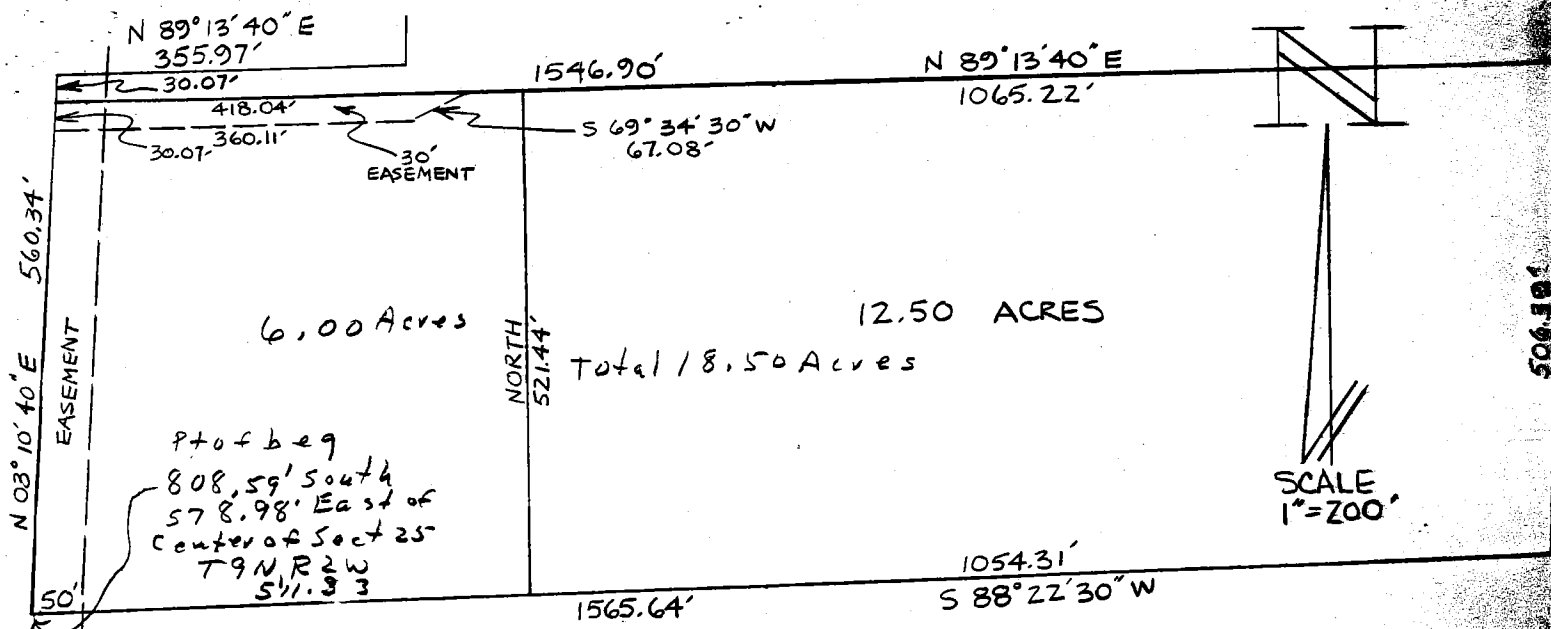 N 89°13'40"E
355.97'
30.07'
1546.90'
N 89°13'40"E
1065.22'
418.04'
30.07'
360.11'
30'
EASEMENT
S 69°34'30"W
67.08'
N 03°10'40"E 560.34'
EASEMENT
6.00 Acres
NORTH
521.44'
12.50 ACRES
Total 18.50 Acres
506.39'
Pt of beg
808.59' South
578.98' East of
Center of Sect 25
T9N R2W
SCALE
1"=200'
50'
1565.64'
1054.31'
S 88°22'30"W